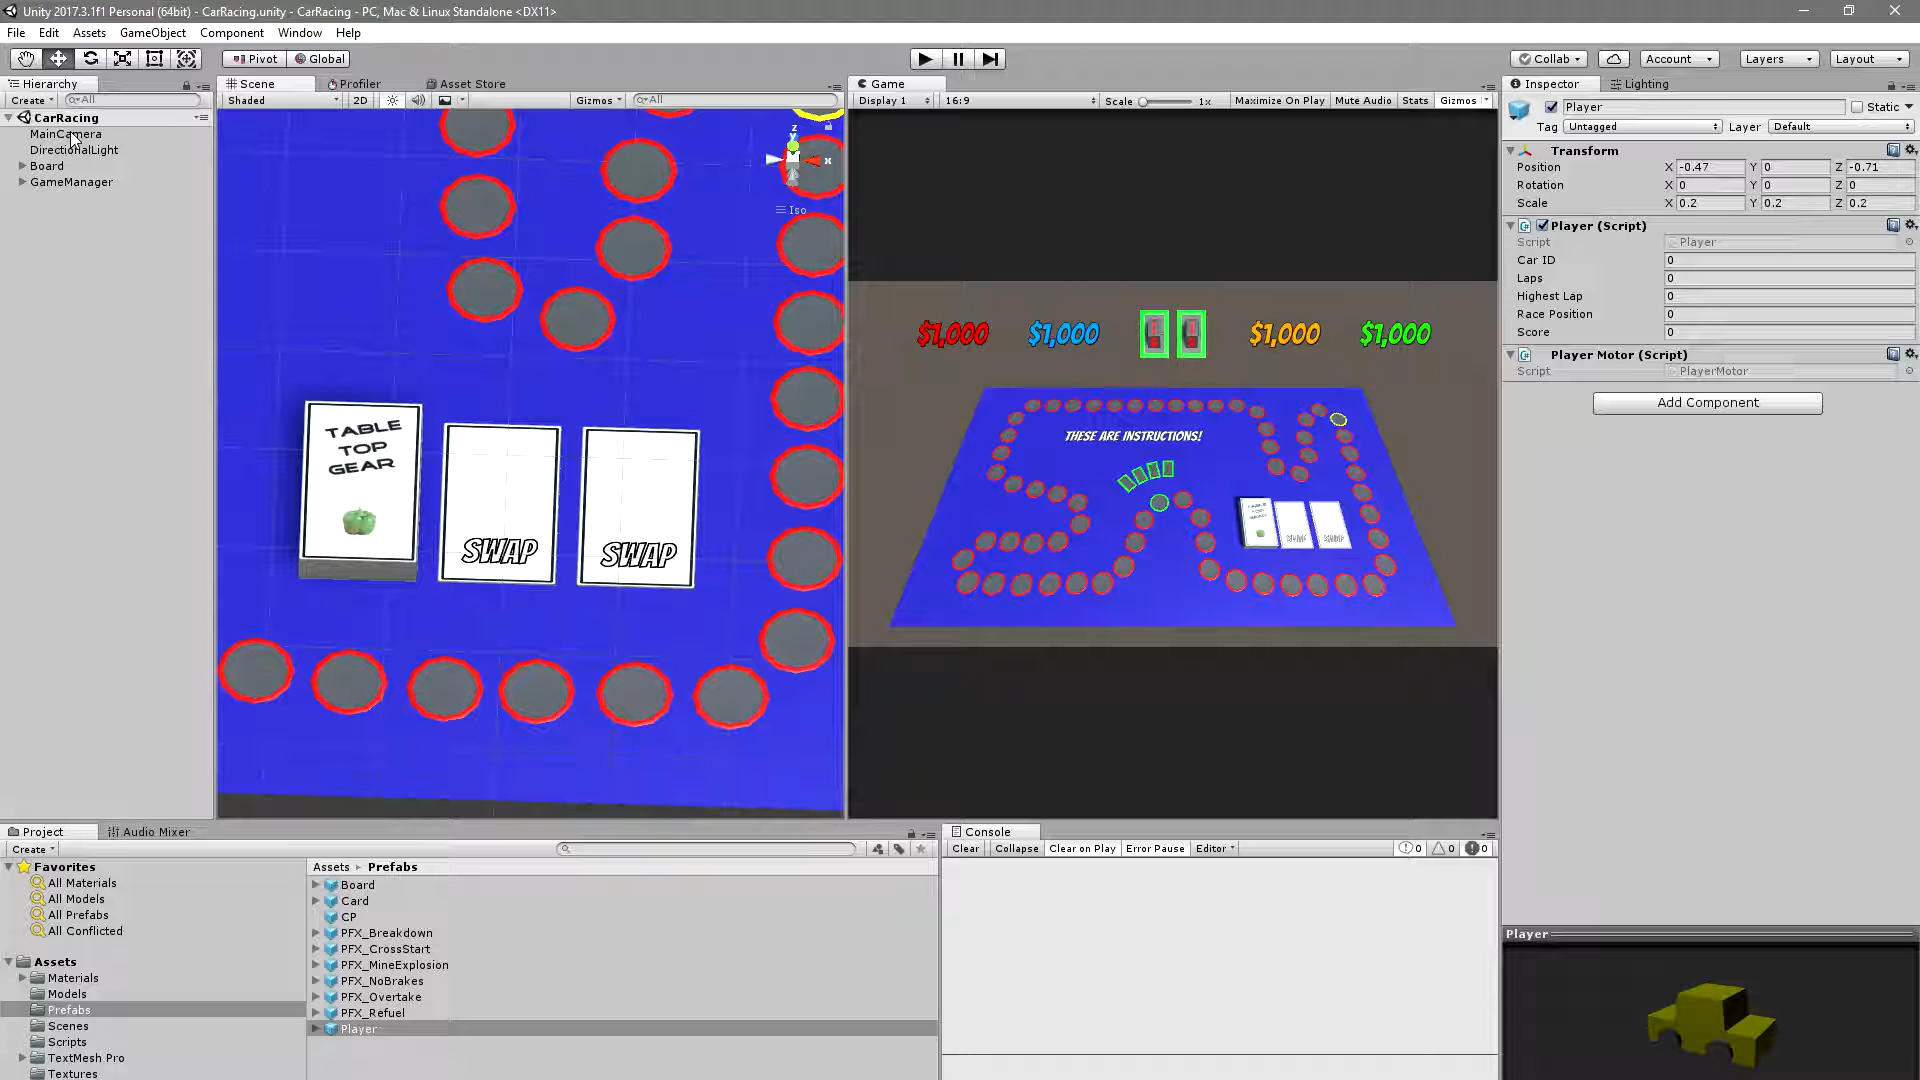 Unity 2017.3.1f1 Personal (64bit) - CarRacing.unity - CarRacing - PC, Mac & Linux Standalone <DX11>
File Edit Assets GameObject Component Window Help
Pivot Global Collab Account Layers Layout
Hierarchy
Create All
CarRacing
MainCamera
DirectionalLight
Board
GameManager
Scene Profiler Asset Store
Shaded 2D Gizmos All
y
z
x
Iso
TABLE
TOP
GEAR
SWAP
SWAP
Game
Display 1 16:9 Scale 1x Maximize On Play Mute Audio Stats Gizmos
$1,000 $1,000 $1,000 $1,000
THESE ARE INSTRUCTIONS!
Inspector Lighting
Player Static
Tag Untagged Layer Default
Transform
Position X -0.47 Y 0 Z -0.71
Rotation X 0 Y 0 Z 0
Scale X 0.2 Y 0.2 Z 0.2
Player (Script)
Script Player
Car ID 0
Laps 0
Highest Lap 0
Race Position 0
Score 0
Player Motor (Script)
Script PlayerMotor
Add Component
Project Audio Mixer
Create
Favorites
All Materials
All Models
All Prefabs
All Conflicted
Assets
Materials
Models
Prefabs
Scenes
Scripts
TextMesh Pro
Textures
Assets Prefabs
Board
Card
CP
PFX_Breakdown
PFX_CrossStart
PFX_MineExplosion
PFX_NoBrakes
PFX_Overtake
PFX_Refuel
Player
Console
Clear Collapse Clear on Play Error Pause Editor 0 0 0
Player